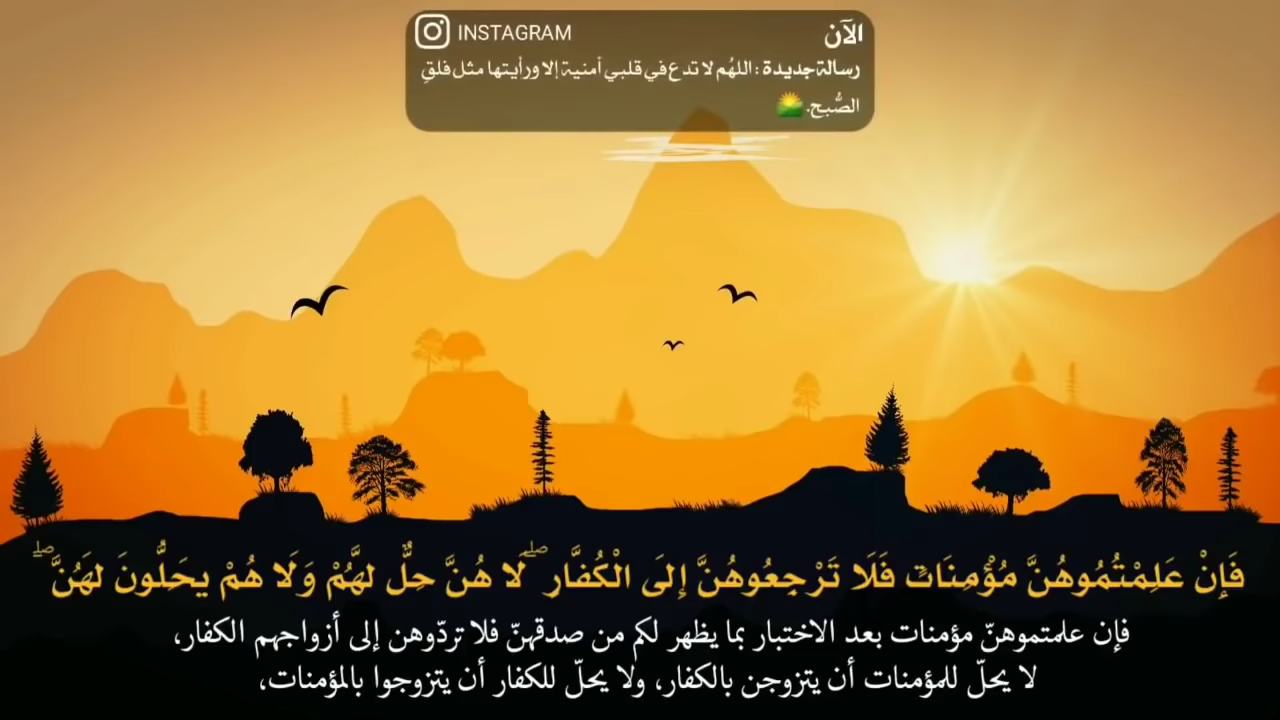 INSTAGRAM
الآن
رسالة جديدة : اللهُم لا تدع في قلبي أمنية إلا ورأيتها مثل فلقِ
الصُّبح.
فَإِنْ عَلِمْتُمُوهُنَّ مُؤْمِنَاتٍ فَلَا تَرْجِعُوهُنَّ إِلَى الْكُفَّارِ ۖ لَا هُنَّ حِلٌّ لَهُمْ وَلَا هُمْ يَحِلُّونَ لَهُنَّ ۖ
فإن علمتموهنّ مؤمنات بعد الاختبار بما يظهر لكم من صدقهنّ فلا تردّوهن إلى أزواجهم الكفار،
لا يحلّ للمؤمنات أن يتزوجن بالكفار، ولا يحلّ للكفار أن يتزوجوا بالمؤمنات،